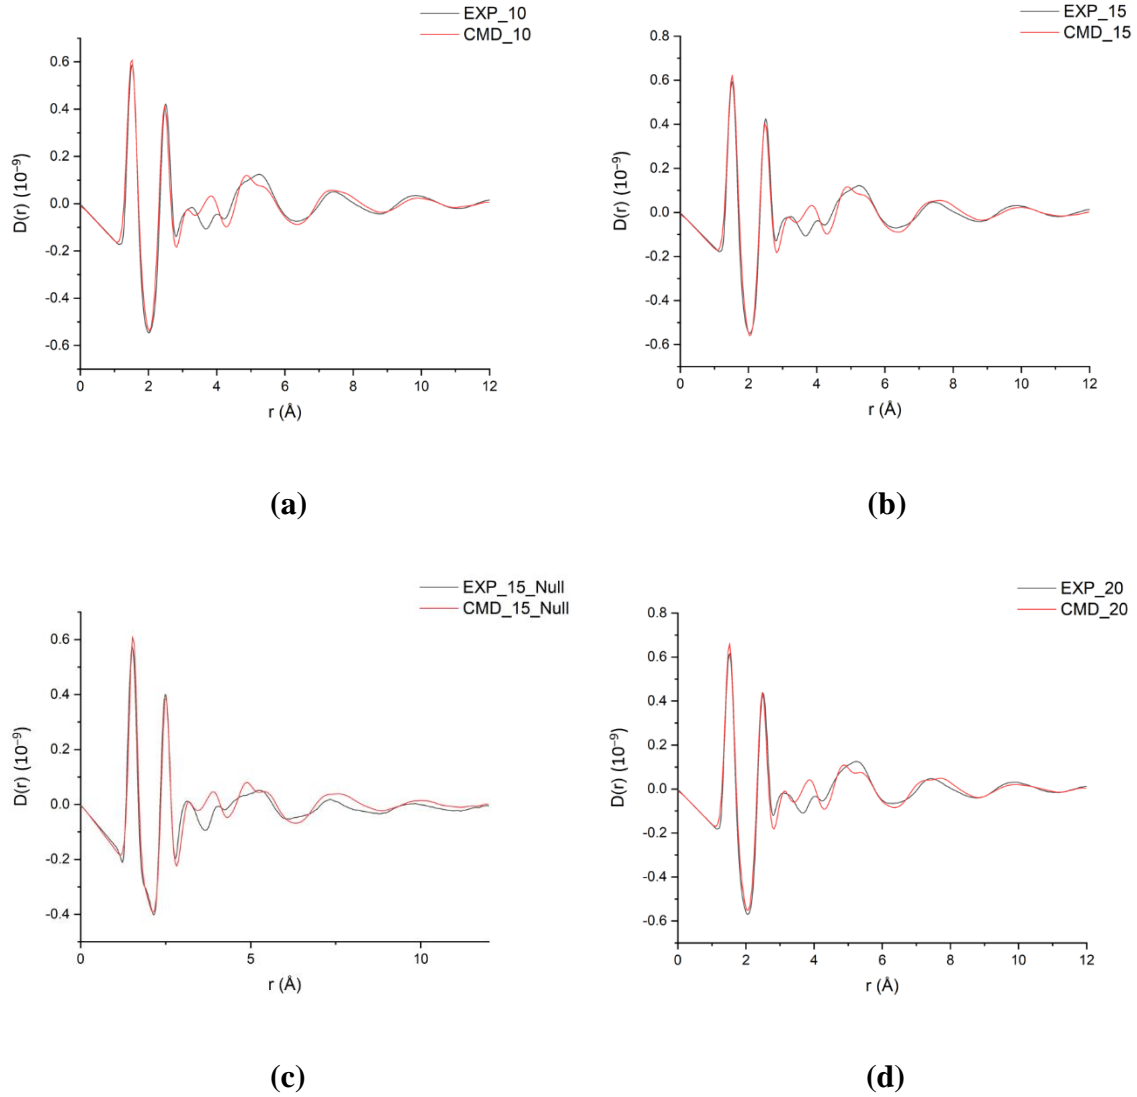 EXP_10
CMD_10
0.6
0.4
0.2
0.0
-0.2
-0.4
-0.6
D(r) (10⁻⁹)
0 2 4 6 8 10 12
r (Å)
(a)
EXP_15
CMD_15
0.8
0.6
0.4
0.2
0.0
-0.2
-0.4
-0.6
D(r) (10⁻⁹)
0 2 4 6 8 10 12
r (Å)
(b)
EXP_15_Null
CMD_15_Null
0.6
0.4
0.2
0.0
-0.2
-0.4
D(r) (10⁻⁹)
0 5 10
r (Å)
(c)
EXP_20
CMD_20
0.8
0.6
0.4
0.2
0.0
-0.2
-0.4
-0.6
D(r) (10⁻⁹)
0 2 4 6 8 10 12
r (Å)
(d)